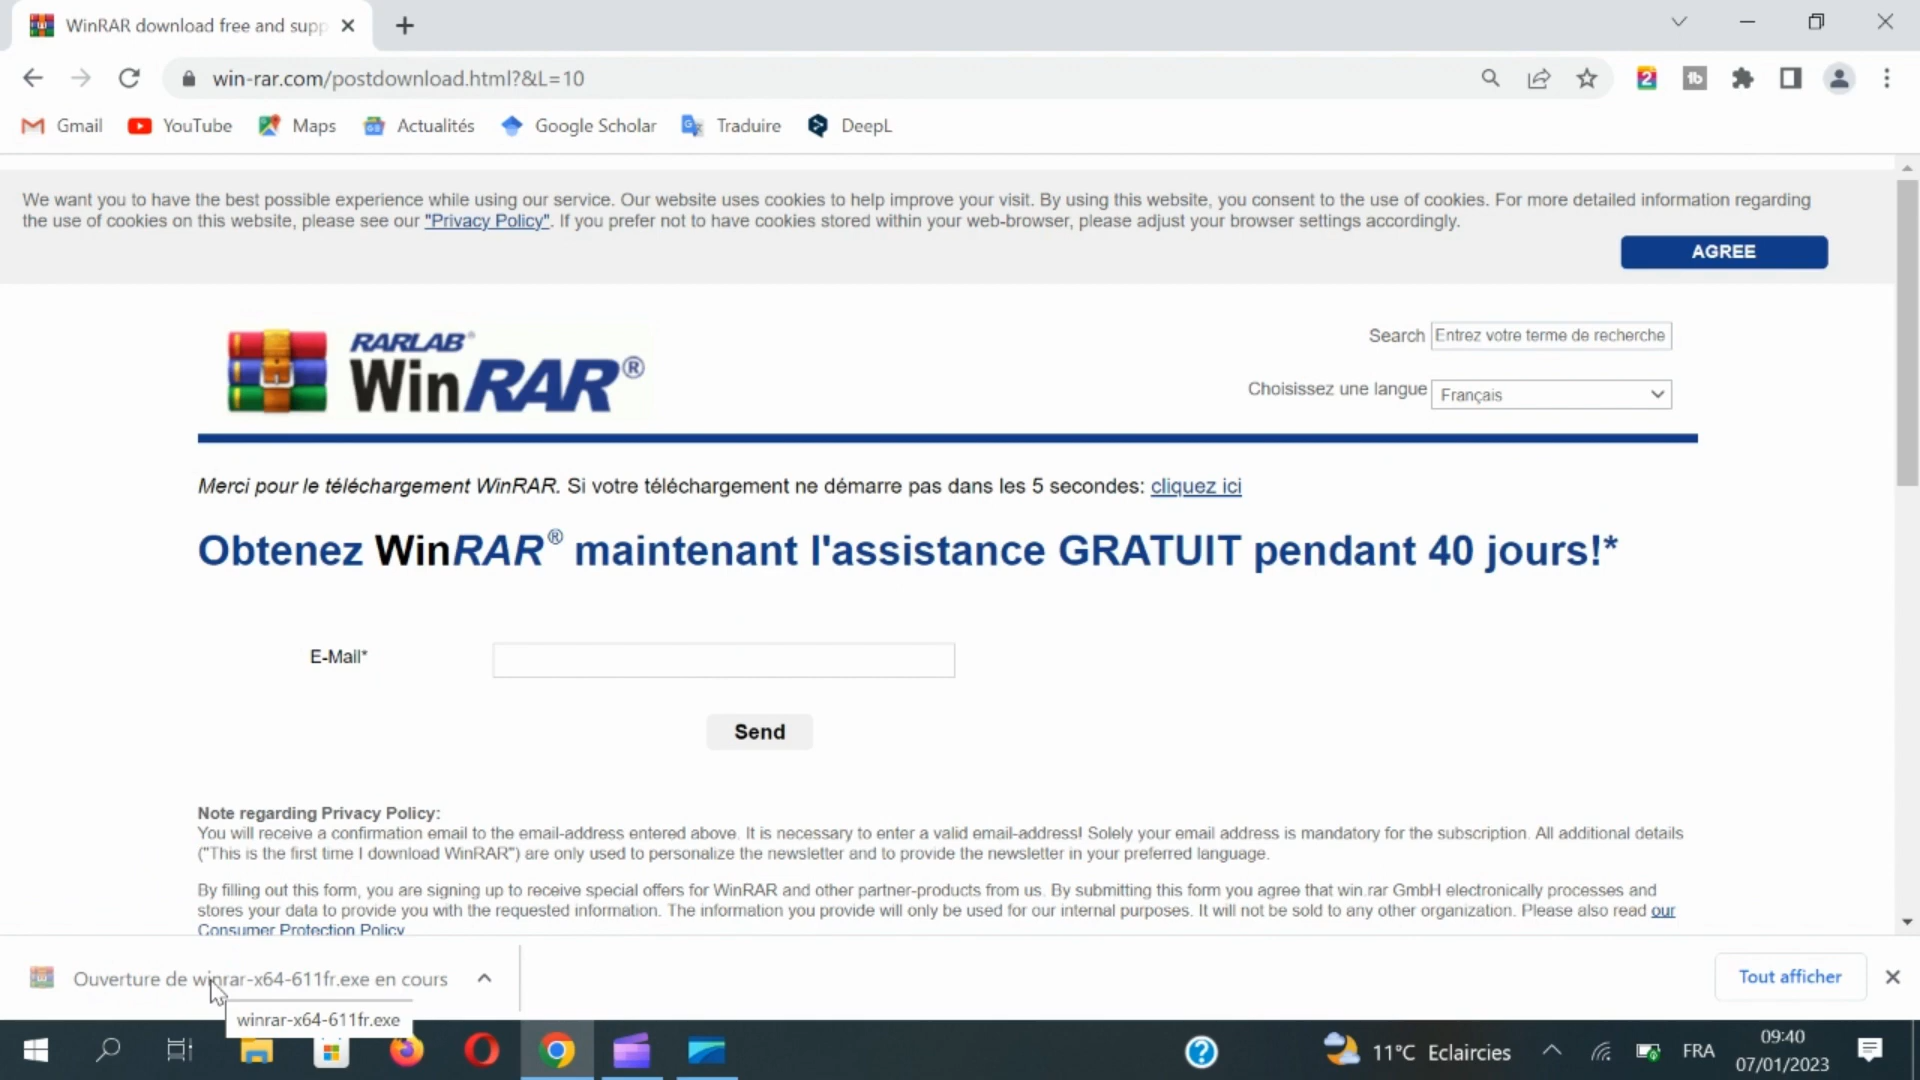 WinRAR download free and supp
win-rar.com/postdownload.html?&L=10
Gmail YouTube Maps Actualités Google Scholar Traduire DeepL
We want you to have the best possible experience while using our service. Our website uses cookies to help improve your visit. By using this website, you consent to the use of cookies. For more detailed information regarding
the use of cookies on this website, please see our "Privacy Policy". If you prefer not to have cookies stored within your web-browser, please adjust your browser settings accordingly.
AGREE
RARLAB®
WinRAR®
Search Entrez votre terme de recherche
Choisissez une langue Français
Merci pour le téléchargement WinRAR. Si votre téléchargement ne démarre pas dans les 5 secondes: cliquez ici
Obtenez WinRAR® maintenant l'assistance GRATUIT pendant 40 jours!*
E-Mail*
Send
Note regarding Privacy Policy:
You will receive a confirmation email to the email-address entered above. It is necessary to enter a valid email-address! Solely your email address is mandatory for the subscription. All additional details
("This is the first time I download WinRAR") are only used to personalize the newsletter and to provide the newsletter in your preferred language.
By filling out this form, you are signing up to receive special offers for WinRAR and other partner-products from us. By submitting this form you agree that win.rar GmbH electronically processes and
stores your data to provide you with the requested information. The information you provide will only be used for our internal purposes. It will not be sold to any other organization. Please also read our
Consumer Protection Policy
Ouverture de winrar-x64-611fr.exe en cours
Tout afficher
winrar-x64-611fr.exe
11°C Eclaircies
FRA
09:40
07/01/2023